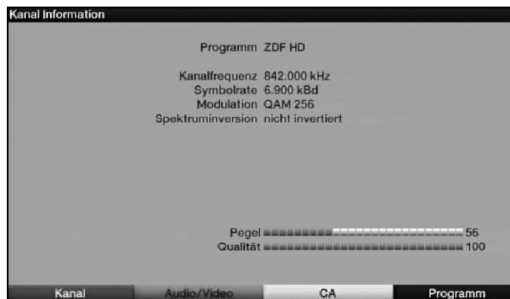 Kanal Information
Programm ZDF HD
Kanalfrequenz 842.000 kHz
Symbolrate 6.900 kBd
Modulation QAM 256
Spektruminversion nicht invertiert
Pegel 56
Qualität 100
Kanal Audio/Video CA Programm